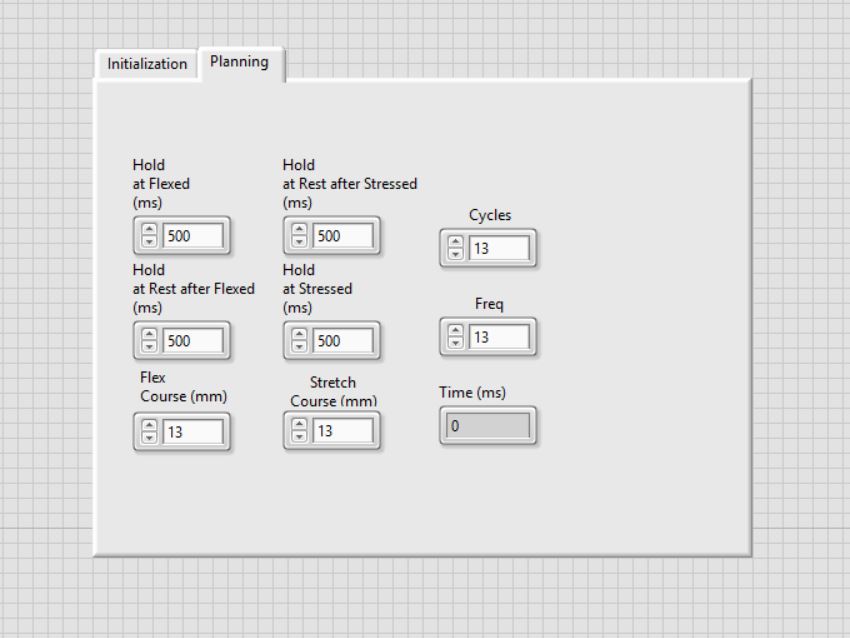 Initialization
Planning
Hold
at Flexed
(ms)
500
Hold
at Rest after Stressed
(ms)
500
Cycles
13
Hold
at Rest after Flexed
(ms)
500
Hold
at Stressed
(ms)
500
Freq
13
Flex
Course (mm)
13
Stretch
Course (mm)
13
Time (ms)
0